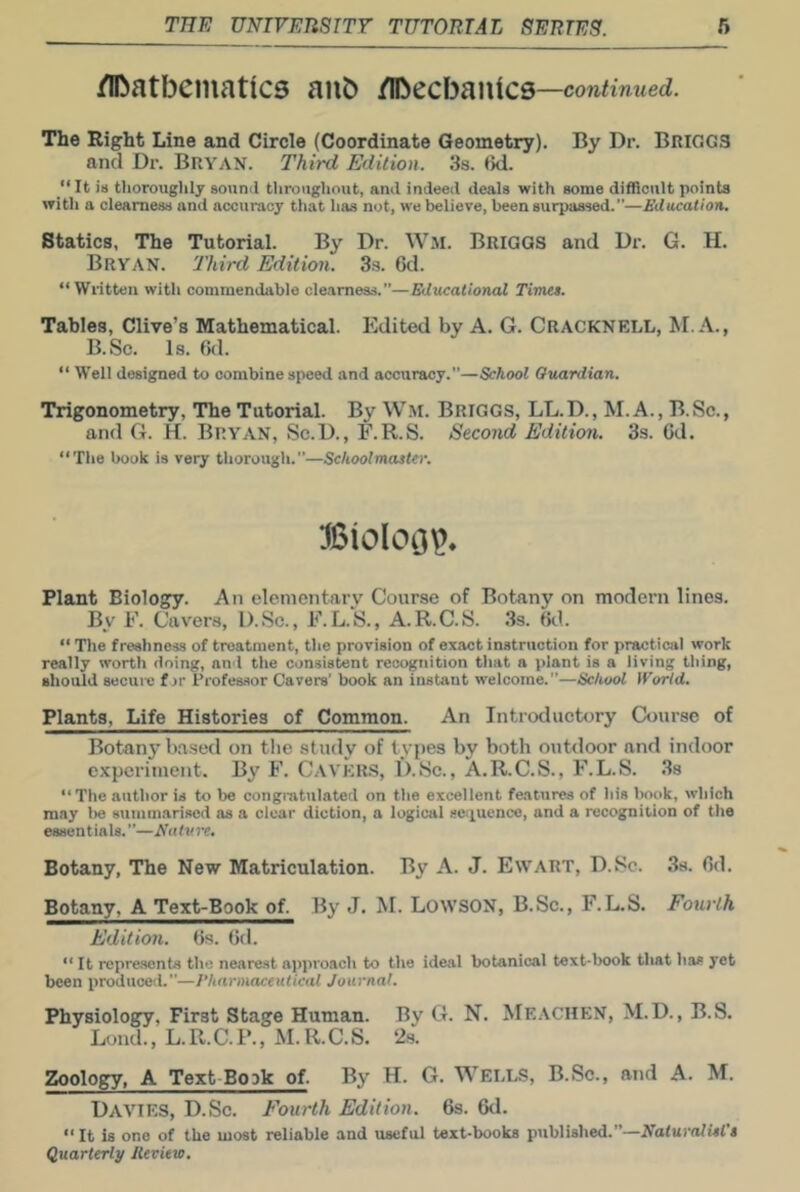 THE UNIVERSITY TUTORIAL SERIES. 5
Mathematics and Mechanics—continued.
The Right Line and Circle (Coordinate Geometry). By Dr. BRIGGS
and Dr. BRYAN. Third Edition. 3s. 6d.
"It is thoroughly sound throughout, and indeed deals with some difficult points
with a clearness and accuracy that has not, we believe, been surpassed."—Education.
Statics, The Tutorial. By Dr. WM. BRIGGS and Dr. G. H.
BRYAN. Third Edition. 3s. 6d.
"Written with commendable clearness."—Educational Times.
Tables, Clive's Mathematical. Edited by A. G. CRACKNELL, M.A.,
B.Sc. 1s. 6d.
"Well designed to combine speed and accuracy."—School Guardian.
Trigonometry, The Tutorial. By WM. BRIGGS, LL.D., M.A., B.Sc.,
and G. H. BRYAN, Sc.D., F.R.S. Second Edition. 3s. 6d.
"The book is very thorough."—Schoolmaster.
Biology.
Plant Biology. An elementary Course of Botany on modern lines.
By F. Cavers, D.Sc., F.L.S., A.R.C.S. 3s. 6d.
"The freshness of treatment, the provision of exact instruction for practical work
really worth doing, and the consistent recognition that a plant is a living thing,
should secure for Professor Cavers' book an instant welcome."—School World.
Plants, Life Histories of Common. An Introductory Course of
Botany based on the study of types by both outdoor and indoor
experiment. By F. CAVERS, D.Sc., A.R.C.S., F.L.S. 3s
"The author is to be congratulated on the excellent features of his book, which
may be summarised as a clear diction, a logical sequence, and a recognition of the
essentials."—Nature.
Botany, The New Matriculation. By A. J. EWART, D.Sc. 3s. 6d.
Botany, A Text-Book of. By J. M. LOWSON, B.Sc., F.L.S. Fourth
Edition. 6s. 6d.
"It represents the nearest approach to the ideal botanical text-book that has yet
been produced."—Pharmaceutical Journal.
Physiology, First Stage Human. By G. N. MEACHEN, M.D., B.S.
Lond., L.R.C.P., M.R.C.S. 2s.
Zoology, A Text-Book of. By H. G. WELLS, B.Sc., and A. M.
DAVIES, D.Sc. Fourth Edition. 6s. 6d.
"It is one of the most reliable and useful text-books published."—Naturalist's
Quarterly Review.